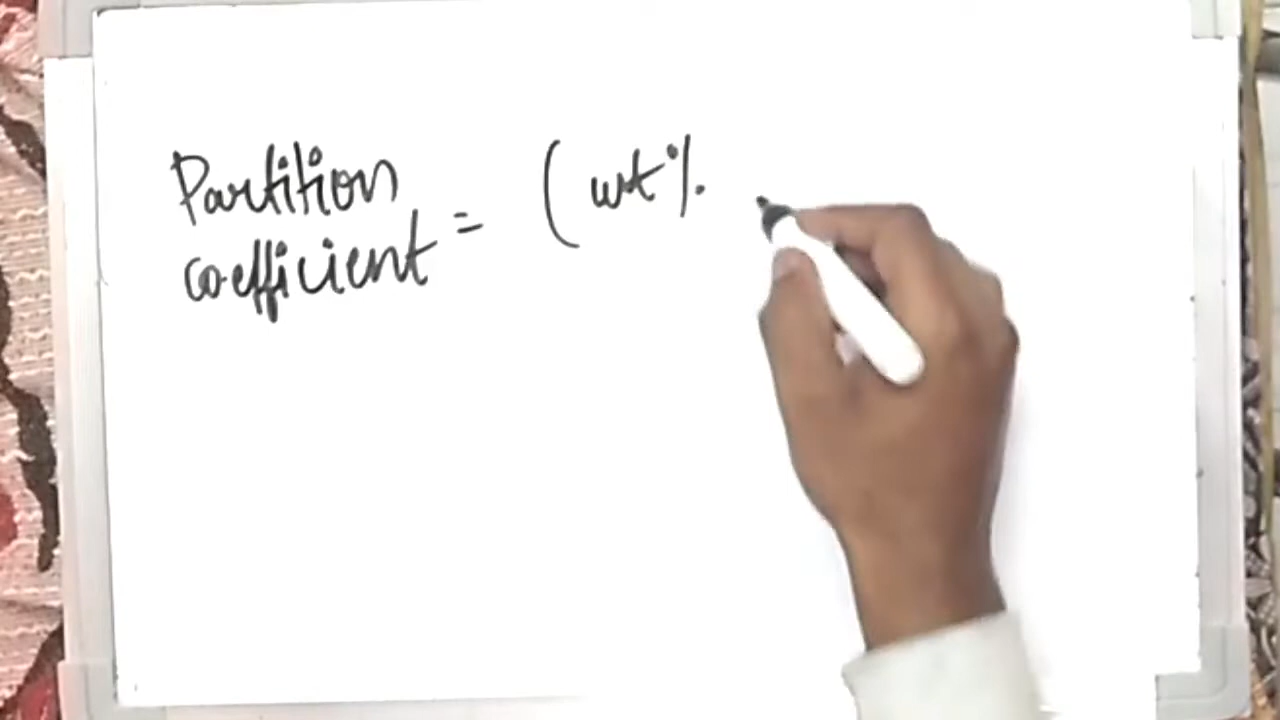 Partition
coefficient = ( wt%